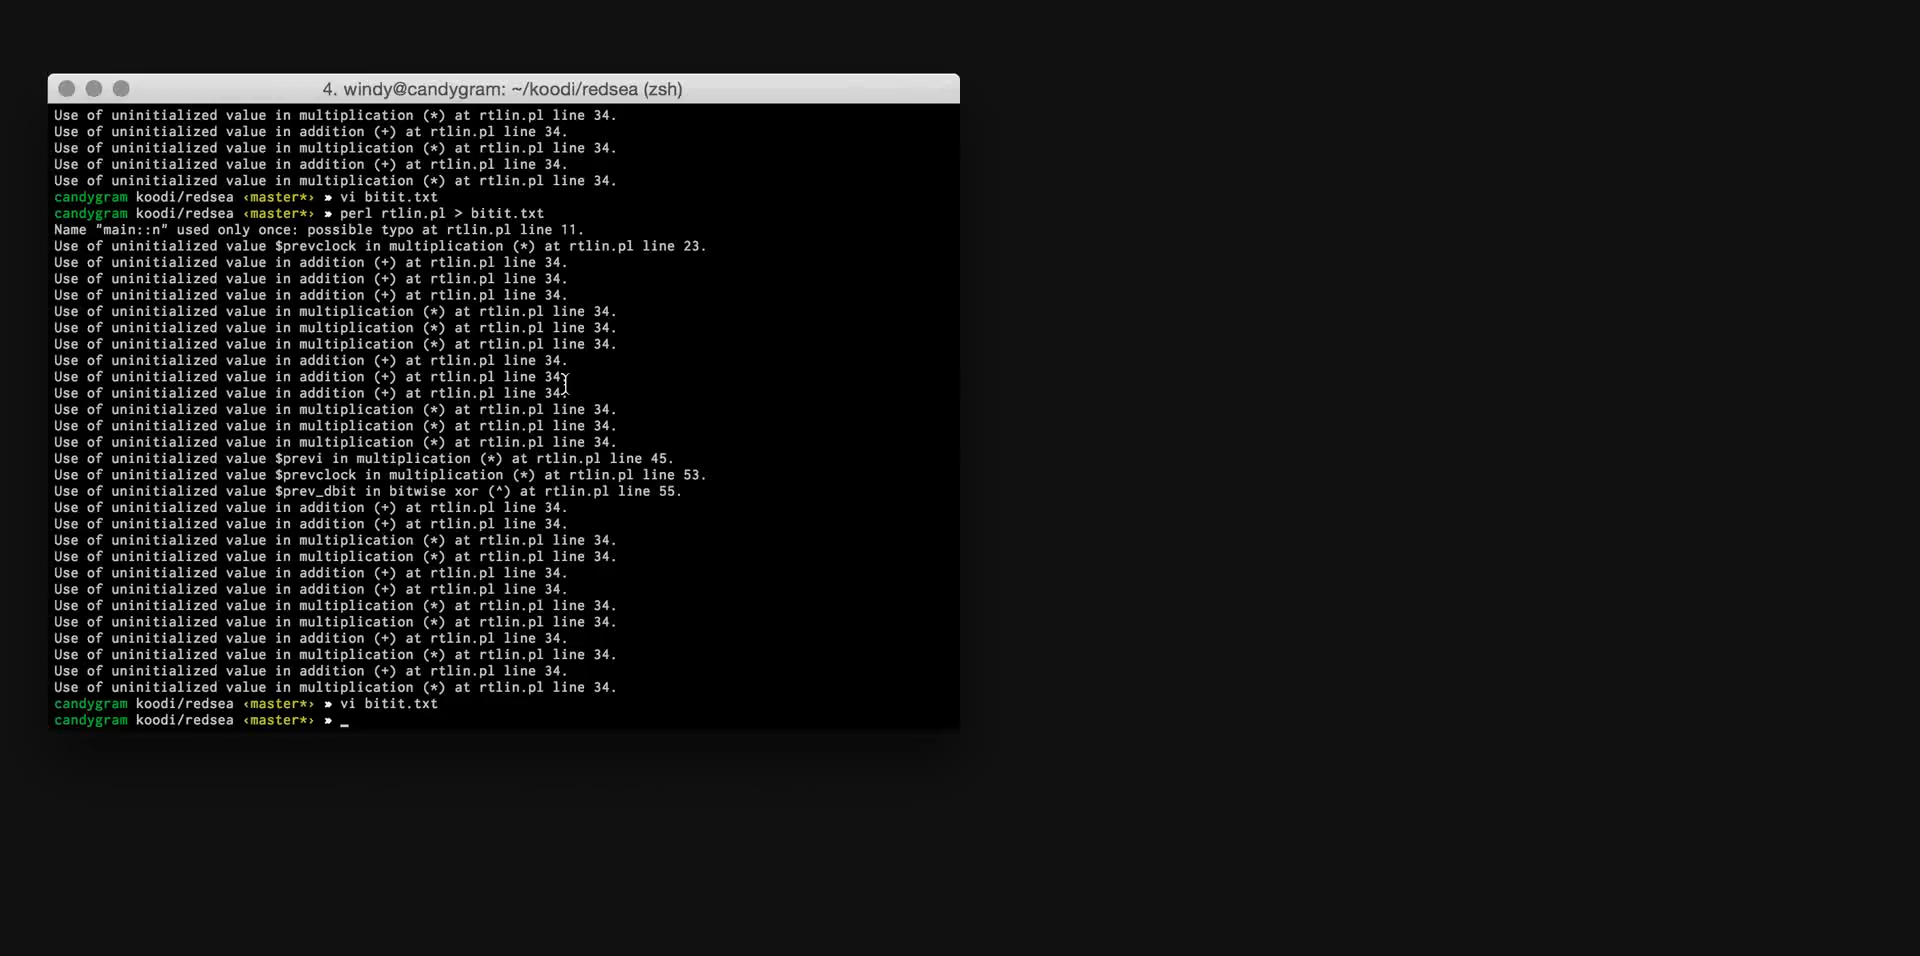 4. windy@candygram: ~/koodi/redsea (zsh)
Use of uninitialized value in multiplication (*) at rtlin.pl line 34.
Use of uninitialized value in addition (+) at rtlin.pl line 34.
Use of uninitialized value in multiplication (*) at rtlin.pl line 34.
Use of uninitialized value in addition (+) at rtlin.pl line 34.
Use of uninitialized value in multiplication (*) at rtlin.pl line 34.
candygram koodi/redsea ‹master*› » vi bitit.txt
candygram koodi/redsea ‹master*› » perl rtlin.pl > bitit.txt
Name "main::n" used only once: possible typo at rtlin.pl line 11.
Use of uninitialized value $prevclock in multiplication (*) at rtlin.pl line 23.
Use of uninitialized value in addition (+) at rtlin.pl line 34.
Use of uninitialized value in addition (+) at rtlin.pl line 34.
Use of uninitialized value in addition (+) at rtlin.pl line 34.
Use of uninitialized value in multiplication (*) at rtlin.pl line 34.
Use of uninitialized value in multiplication (*) at rtlin.pl line 34.
Use of uninitialized value in multiplication (*) at rtlin.pl line 34.
Use of uninitialized value in addition (+) at rtlin.pl line 34.
Use of uninitialized value in addition (+) at rtlin.pl line 34.
Use of uninitialized value in addition (+) at rtlin.pl line 34.
Use of uninitialized value in multiplication (*) at rtlin.pl line 34.
Use of uninitialized value in multiplication (*) at rtlin.pl line 34.
Use of uninitialized value in multiplication (*) at rtlin.pl line 34.
Use of uninitialized value $previ in multiplication (*) at rtlin.pl line 45.
Use of uninitialized value $prevclock in multiplication (*) at rtlin.pl line 53.
Use of uninitialized value $prev_dbit in bitwise xor (^) at rtlin.pl line 55.
Use of uninitialized value in addition (+) at rtlin.pl line 34.
Use of uninitialized value in addition (+) at rtlin.pl line 34.
Use of uninitialized value in multiplication (*) at rtlin.pl line 34.
Use of uninitialized value in multiplication (*) at rtlin.pl line 34.
Use of uninitialized value in addition (+) at rtlin.pl line 34.
Use of uninitialized value in addition (+) at rtlin.pl line 34.
Use of uninitialized value in multiplication (*) at rtlin.pl line 34.
Use of uninitialized value in multiplication (*) at rtlin.pl line 34.
Use of uninitialized value in addition (+) at rtlin.pl line 34.
Use of uninitialized value in multiplication (*) at rtlin.pl line 34.
Use of uninitialized value in addition (+) at rtlin.pl line 34.
Use of uninitialized value in multiplication (*) at rtlin.pl line 34.
candygram koodi/redsea ‹master*› » vi bitit.txt
candygram koodi/redsea ‹master*› » _